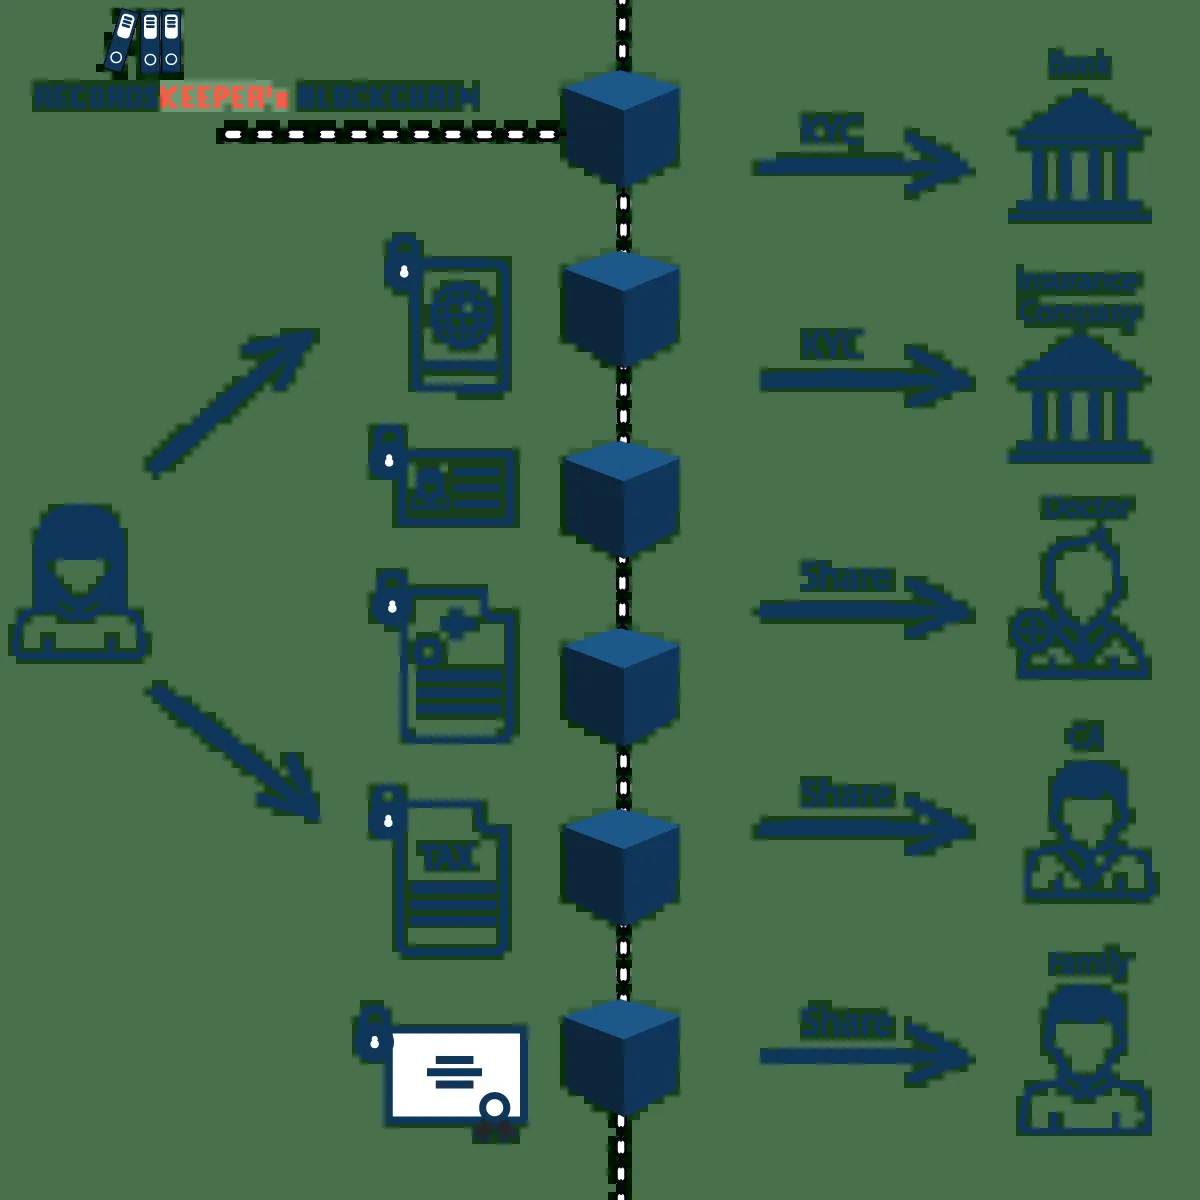 RECORDSKEEPER's BLOCKCHAIN
Bank
KYC
Insurance
Company
KYC
Doctor
Share
CA
Share
TAX
Family
Share